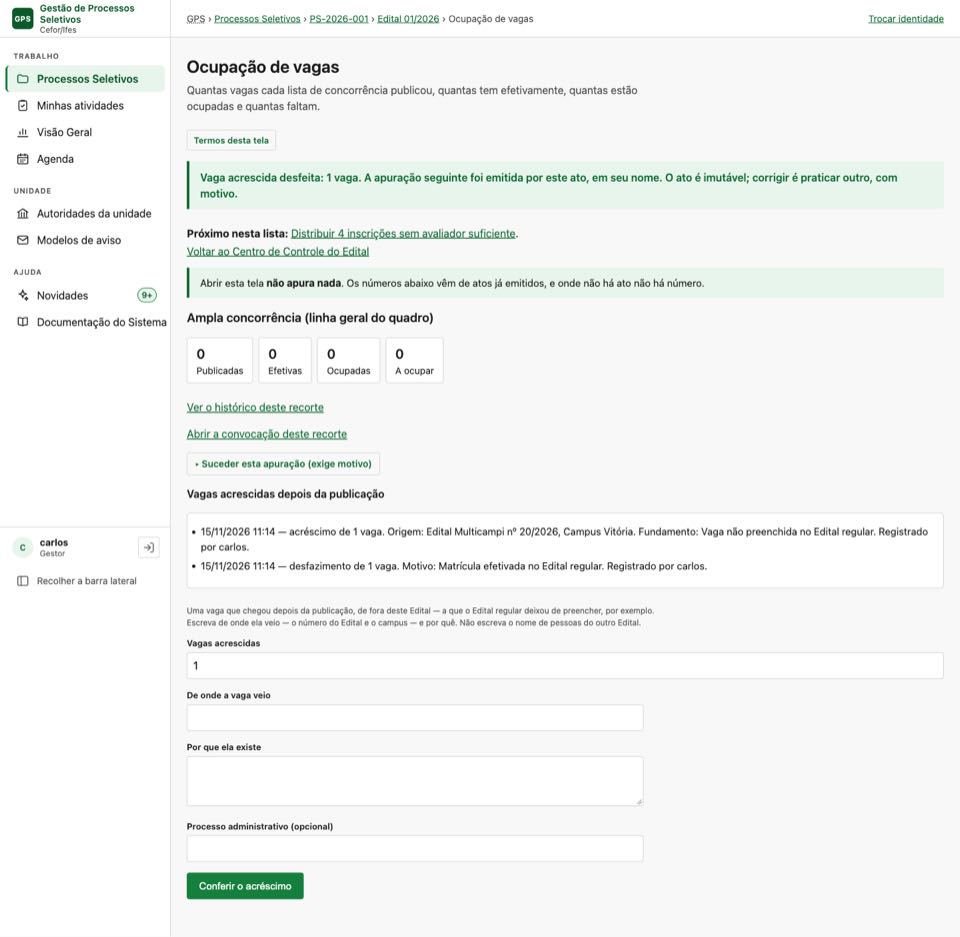 GPS
Gestão de Processos
Seletivos
Cefor/Ifes
GPS › Processos Seletivos › PS-2026-001 › Edital 01/2026 › Ocupação de vagas
Trocar identidade
TRABALHO
Processos Seletivos
Minhas atividades
Visão Geral
Agenda
UNIDADE
Autoridades da unidade
Modelos de aviso
AJUDA
Novidades 9+
Documentação do Sistema
C
carlos
Gestor
Recolher a barra lateral
Ocupação de vagas
Quantas vagas cada lista de concorrência publicou, quantas tem efetivamente, quantas estão
ocupadas e quantas faltam.
Termos desta tela
Vaga acrescida desfeita: 1 vaga. A apuração seguinte foi emitida por este ato, em seu nome. O ato é imutável; corrigir é praticar outro, com
motivo.
Próximo nesta lista: Distribuir 4 inscrições sem avaliador suficiente.
Voltar ao Centro de Controle do Edital
Abrir esta tela não apura nada. Os números abaixo vêm de atos já emitidos, e onde não há ato não há número.
Ampla concorrência (linha geral do quadro)
0 0 0 0
Publicadas Efetivas Ocupadas A ocupar
Ver o histórico deste recorte
Abrir a convocação deste recorte
▸ Suceder esta apuração (exige motivo)
Vagas acrescidas depois da publicação
• 15/11/2026 11:14 — acréscimo de 1 vaga. Origem: Edital Multicampi nº 20/2026, Campus Vitória. Fundamento: Vaga não preenchida no Edital regular. Registrado
por carlos.
• 15/11/2026 11:14 — desfazimento de 1 vaga. Motivo: Matrícula efetivada no Edital regular. Registrado por carlos.
Uma vaga que chegou depois da publicação, de fora deste Edital — a que o Edital regular deixou de preencher, por exemplo.
Escreva de onde ela veio — o número do Edital e o campus — e por quê. Não escreva o nome de pessoas do outro Edital.
Vagas acrescidas
1
De onde a vaga veio
Por que ela existe
Processo administrativo (opcional)
Conferir o acréscimo